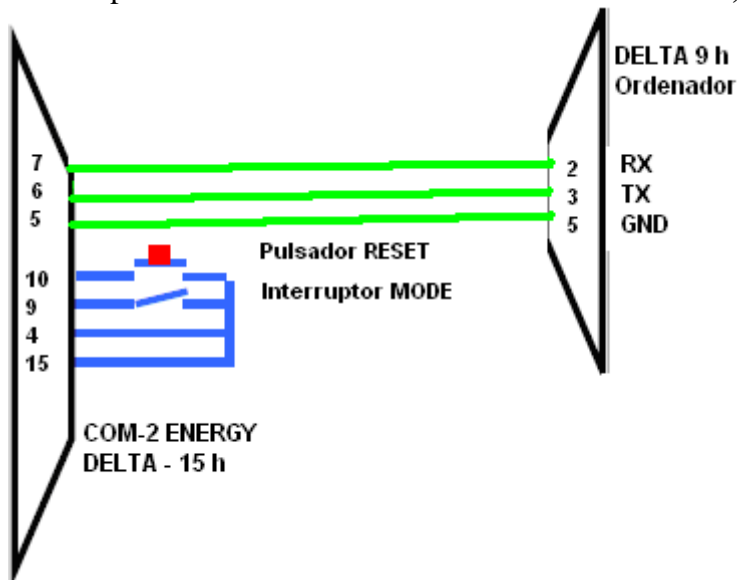 DELTA 9 h
Ordenador
7 2 RX
6 3 TX
5 5 GND
Pulsador RESET
10
Interruptor MODE
9
4
15
COM-2 ENERGY
DELTA - 15 h